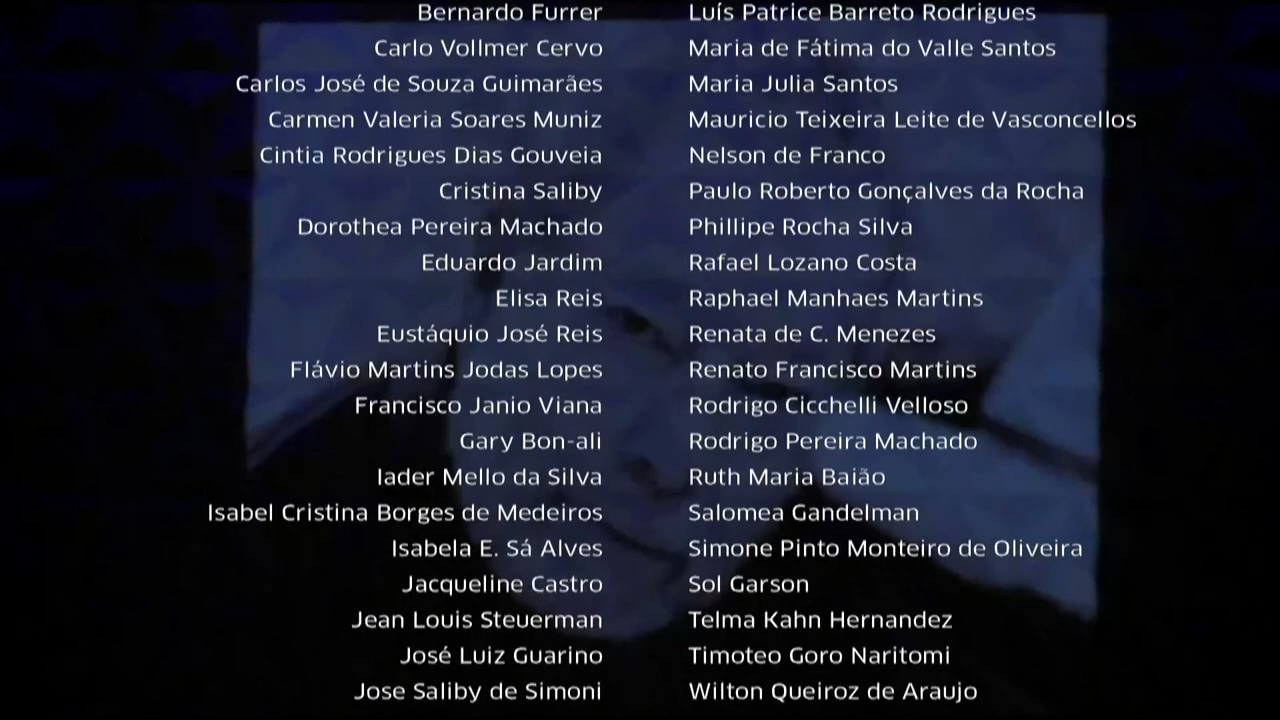 Bernardo Furrer
Carlo Vollmer Cervo
Carlos José de Souza Guimarães
Carmen Valeria Soares Muniz
Cintia Rodrigues Dias Gouveia
Cristina Saliby
Dorothea Pereira Machado
Eduardo Jardim
Elisa Reis
Eustáquio José Reis
Flávio Martins Jodas Lopes
Francisco Janio Viana
Gary Bon-ali
Iader Mello da Silva
Isabel Cristina Borges de Medeiros
Isabela E. Sá Alves
Jacqueline Castro
Jean Louis Steuerman
José Luiz Guarino
Jose Saliby de Simoni
Luís Patrice Barreto Rodrigues
Maria de Fátima do Valle Santos
Maria Julia Santos
Mauricio Teixeira Leite de Vasconcellos
Nelson de Franco
Paulo Roberto Gonçalves da Rocha
Phillipe Rocha Silva
Rafael Lozano Costa
Raphael Manhaes Martins
Renata de C. Menezes
Renato Francisco Martins
Rodrigo Cicchelli Velloso
Rodrigo Pereira Machado
Ruth Maria Baião
Salomea Gandelman
Simone Pinto Monteiro de Oliveira
Sol Garson
Telma Kahn Hernandez
Timoteo Goro Naritomi
Wilton Queiroz de Araujo